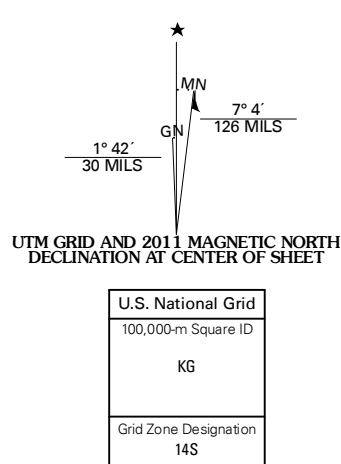 ★
MN
7° 4´
126 MILS
GN
1° 42´
30 MILS
UTM GRID AND 2011 MAGNETIC NORTH
DECLINATION AT CENTER OF SHEET
U.S. National Grid
100,000-m Square ID
KG
Grid Zone Designation
14S